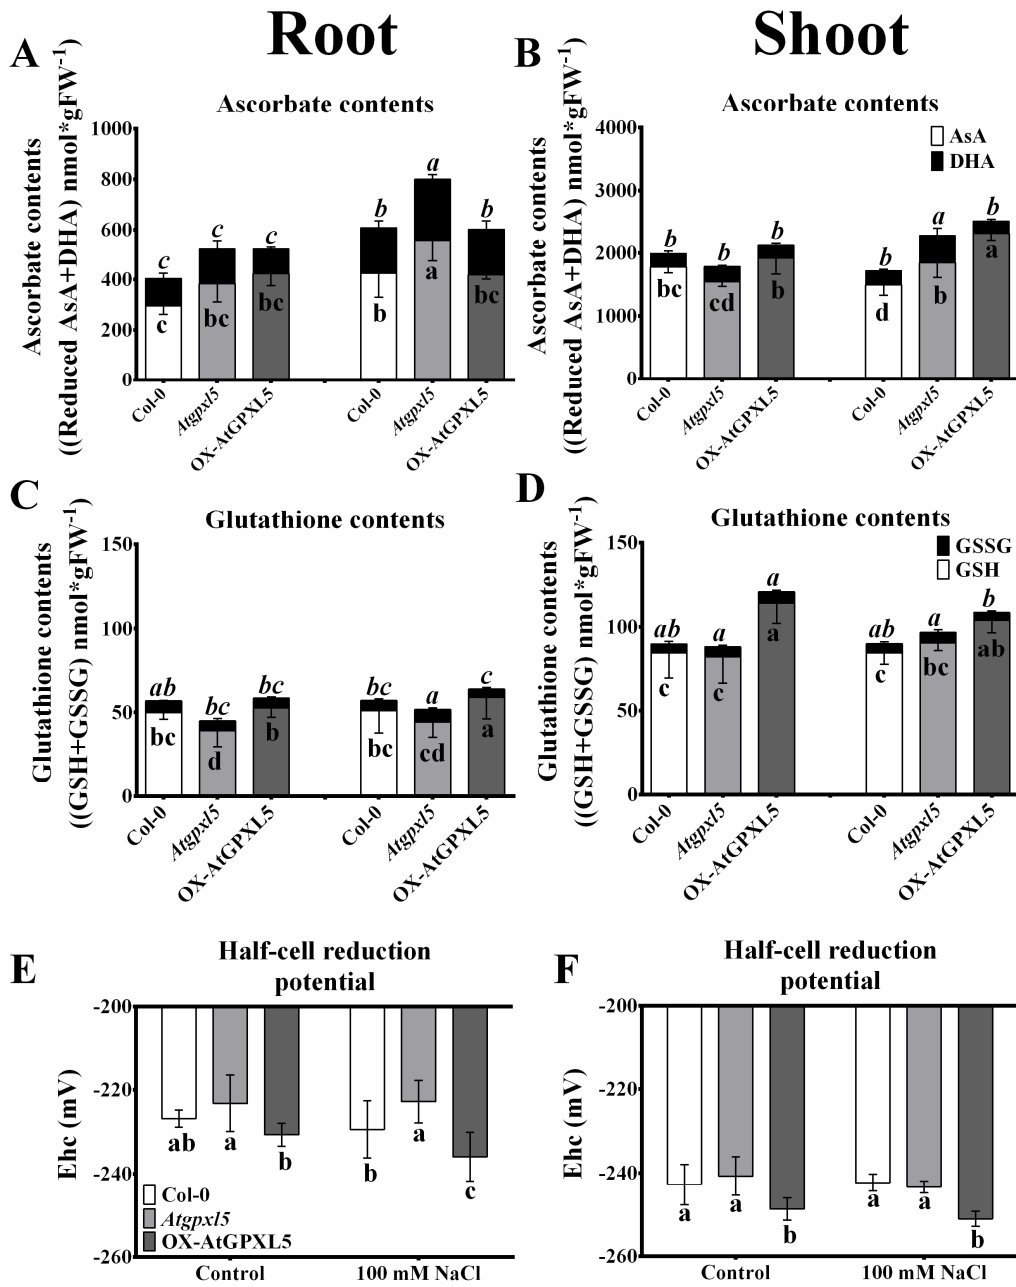 Root
Shoot
A
Ascorbate contents
Ascorbate contents
((Reduced AsA+DHA) nmol*gFW-1)
1000
800
600
400
200
0
c
c
c
b
a
b
c
bc
bc
b
a
bc
Col-0
Atgpxl5
OX-AtGPXL5
Col-0
Atgpxl5
OX-AtGPXL5
B
Ascorbate contents
Ascorbate contents
((Reduced AsA+DHA) nmol*gFW-1)
AsA
DHA
4000
3000
2000
1000
0
b
b
b
b
a
b
bc
cd
b
d
b
a
Col-0
Atgpxl5
OX-AtGPXL5
Col-0
Atgpxl5
OX-AtGPXL5
C
Glutathione contents
Glutathione contents
((GSH+GSSG) nmol*gFW-1)
150
100
50
0
ab
bc
bc
bc
a
c
bc
d
b
bc
cd
a
Col-0
Atgpxl5
OX-AtGPXL5
Col-0
Atgpxl5
OX-AtGPXL5
D
Glutathione contents
Glutathione contents
((GSH+GSSG) nmol*gFW-1)
GSSG
GSH
150
100
50
0
ab
a
a
ab
a
b
c
c
a
c
bc
ab
Col-0
Atgpxl5
OX-AtGPXL5
Col-0
Atgpxl5
OX-AtGPXL5
E
Half-cell reduction
potential
Ehc (mV)
-200
-220
-240
-260
ab
a
b
b
a
c
Col-0
Atgpxl5
OX-AtGPXL5
Control
100 mM NaCl
F
Half-cell reduction
potential
Ehc (mV)
-200
-220
-240
-260
a
a
b
a
a
b
Control
100 mM NaCl